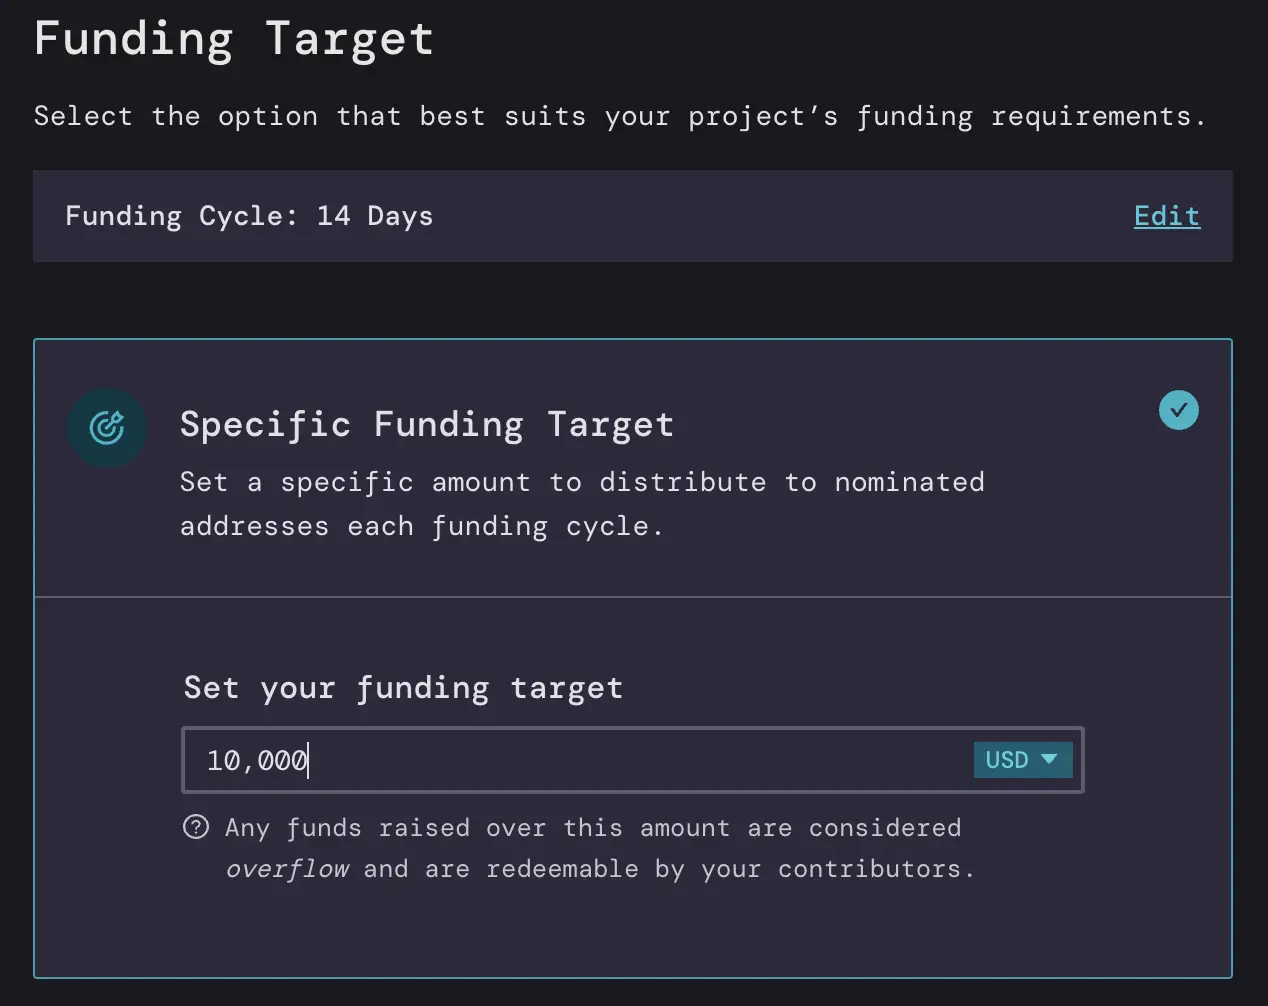 Funding Target
Select the option that best suits your project’s funding requirements.
Funding Cycle: 14 Days
Edit
Specific Funding Target
Set a specific amount to distribute to nominated
addresses each funding cycle.
Set your funding target
10,000
USD
Any funds raised over this amount are considered
overflow and are redeemable by your contributors.